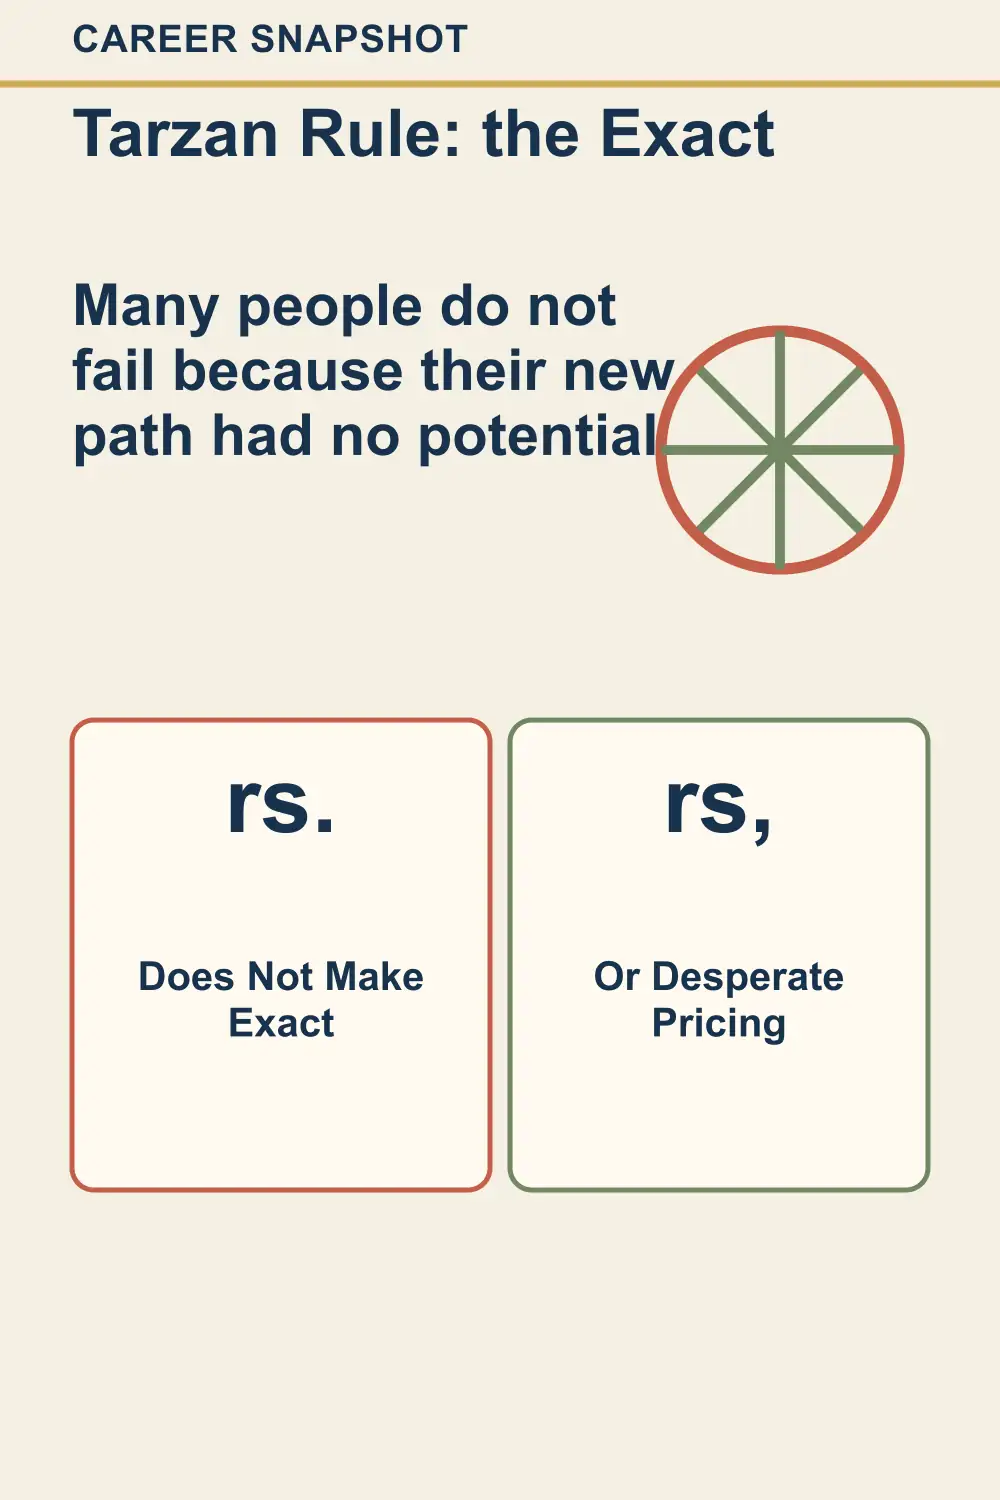 CAREER SNAPSHOT
Tarzan Rule: the Exact
Many people do not
fail because their new
path had no potential
rs.
Does Not Make
Exact
rs,
Or Desperate
Pricing